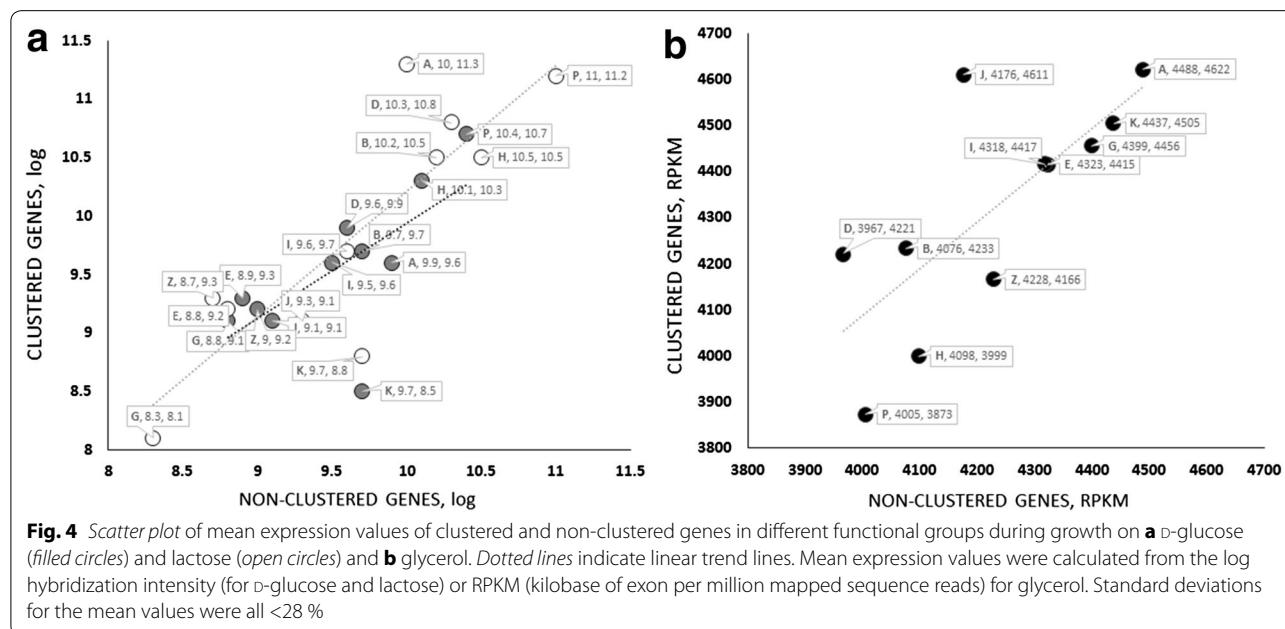 a
11.5
11
10.5
10
9.5
9
8.5
8
CLUSTERED GENES, log
A, 10, 11.3
P, 11, 11.2
D, 10.3, 10.8
P, 10.4, 10.7
B, 10.2, 10.5
H, 10.5, 10.5
H, 10.1, 10.3
D, 9.6, 9.9
I, 9.6, 9.7
B, 9.7, 9.7
A, 9.9, 9.6
I, 9.5, 9.6
Z, 8.7, 9.3
E, 8.9, 9.3
J, 9.3, 9.1
E, 8.8, 9.2
G, 8.8, 9.1
Z, 9, 9.2
9.1, 9.1
K, 9.7, 8.8
K, 9.7, 8.5
G, 8.3, 8.1
8 8.5 9 9.5 10 10.5 11 11.5
NON-CLUSTERED GENES, log
b
4700
4600
4500
4400
4300
4200
4100
4000
3900
3800
CLUSTERED GENES, RPKM
J, 4176, 4611
A, 4488, 4622
K, 4437, 4505
G, 4399, 4456
I, 4318, 4417
E, 4323, 4415
D, 3967, 4221
B, 4076, 4233
Z, 4228, 4166
H, 4098, 3999
P, 4005, 3873
3800 3900 4000 4100 4200 4300 4400 4500 4600 4700
NON-CLUSTERED GENES, RPKM
Fig. 4 Scatter plot of mean expression values of clustered and non-clustered genes in different functional groups during growth on a D-glucose
(filled circles) and lactose (open circles) and b glycerol. Dotted lines indicate linear trend lines. Mean expression values were calculated from the log
hybridization intensity (for D-glucose and lactose) or RPKM (kilobase of exon per million mapped sequence reads) for glycerol. Standard deviations
for the mean values were all <28 %